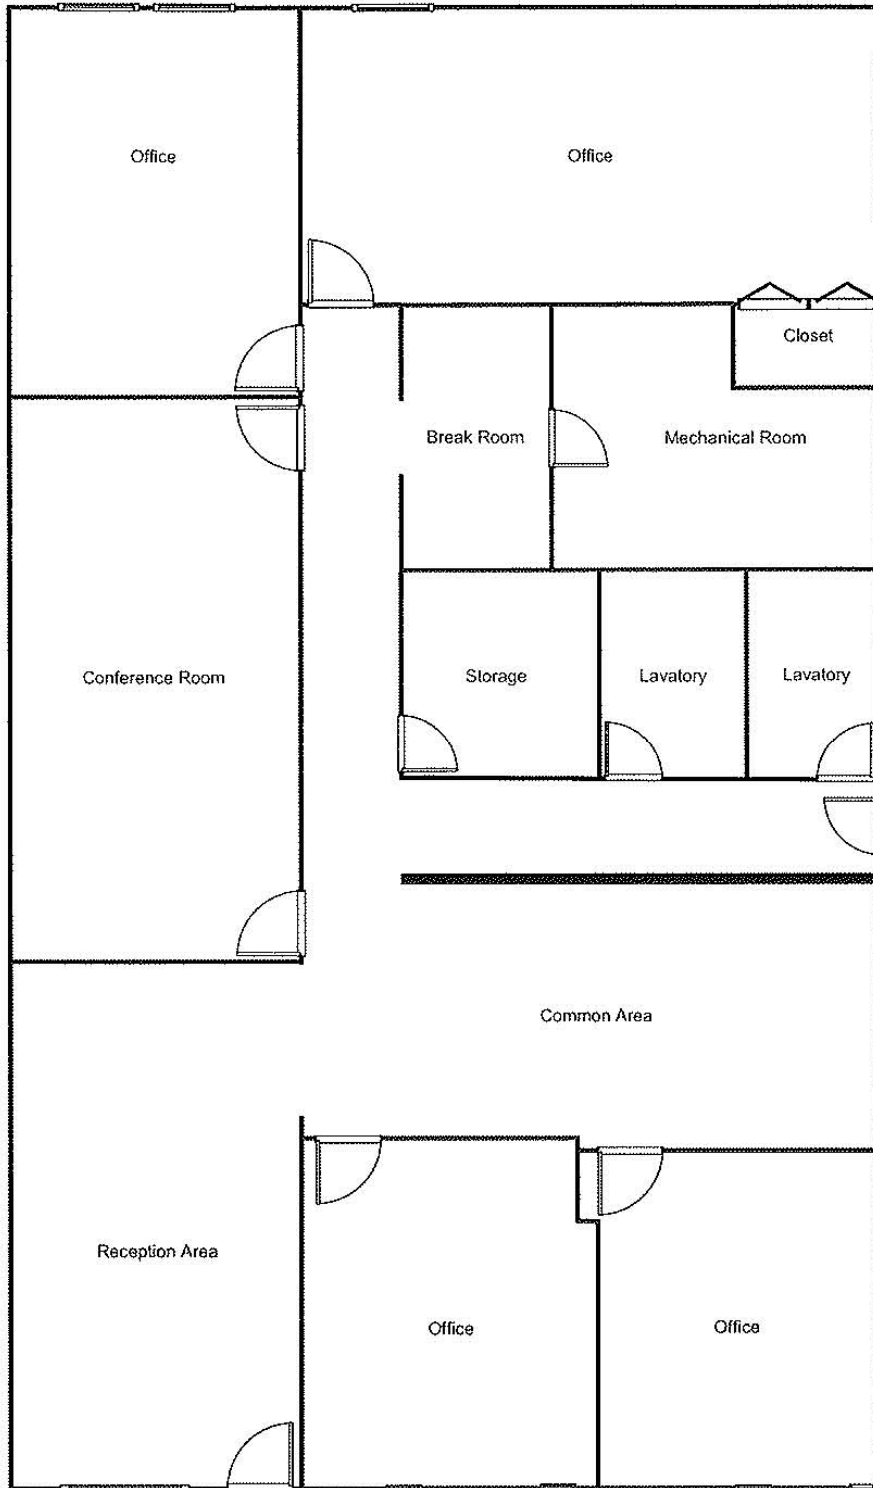 Office
Office
Closet
Break Room
Mechanical Room
Conference Room
Storage
Lavatory
Lavatory
Common Area
Reception Area
Office
Office